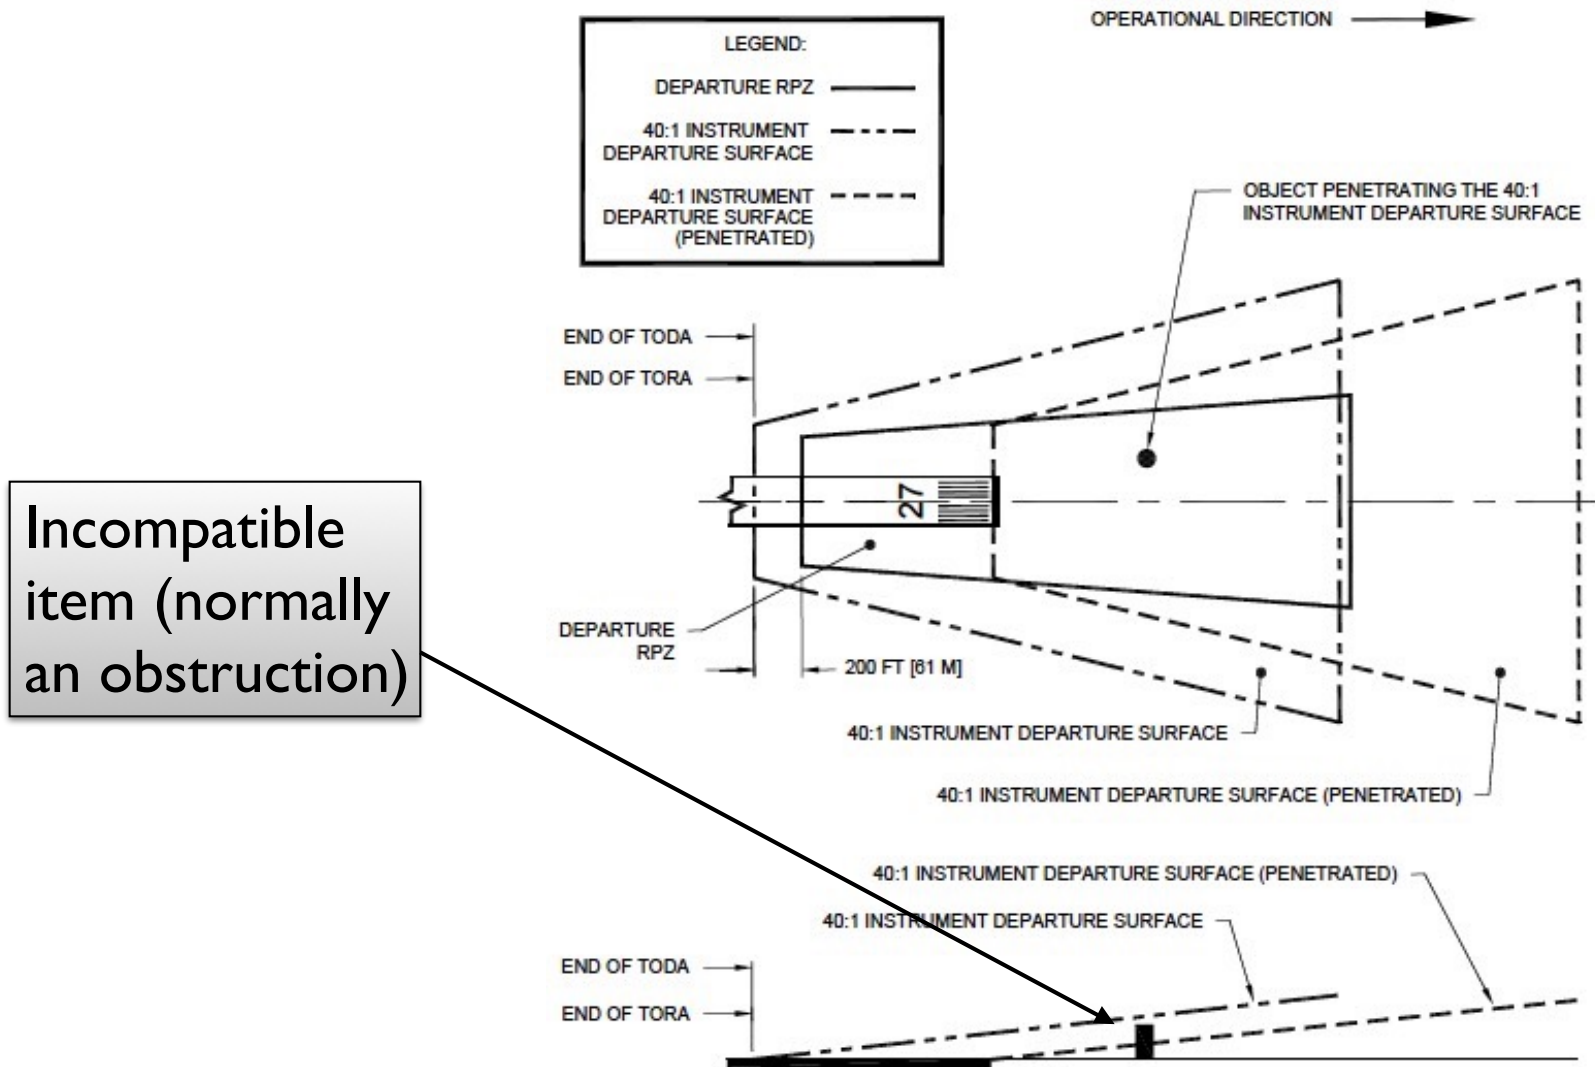 OPERATIONAL DIRECTION
LEGEND:
DEPARTURE RPZ
40:1 INSTRUMENT
DEPARTURE SURFACE
40:1 INSTRUMENT
DEPARTURE SURFACE
(PENETRATED)
OBJECT PENETRATING THE 40:1
INSTRUMENT DEPARTURE SURFACE
END OF TODA
END OF TORA
27
Incompatible
item (normally
an obstruction)
DEPARTURE
RPZ
200 FT [61 M]
40:1 INSTRUMENT DEPARTURE SURFACE
40:1 INSTRUMENT DEPARTURE SURFACE (PENETRATED)
40:1 INSTRUMENT DEPARTURE SURFACE (PENETRATED)
40:1 INSTRUMENT DEPARTURE SURFACE
END OF TODA
END OF TORA